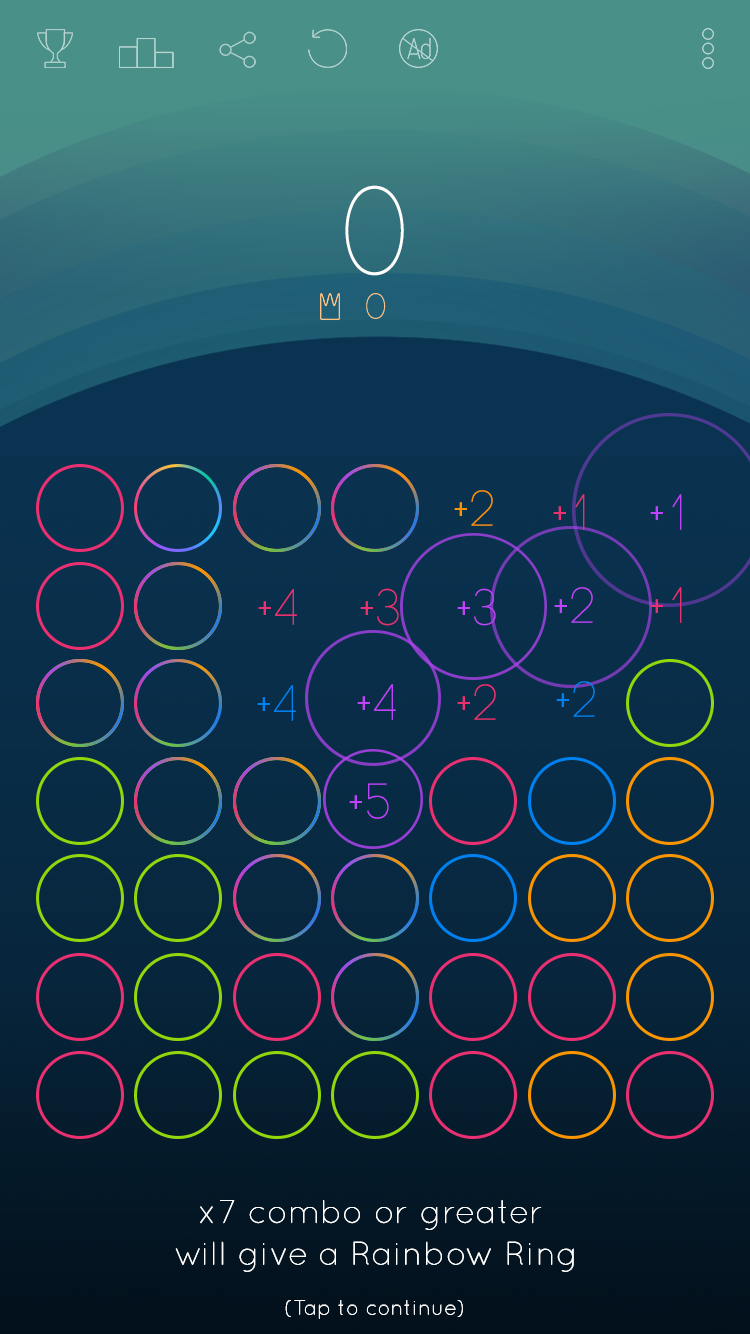 Ad
0
0
+2 +1 +1
+4 +3 +3 +2 +1
+4 +4 +2 +2
+5
x7 combo or greater
will give a Rainbow Ring
(Tap to continue)